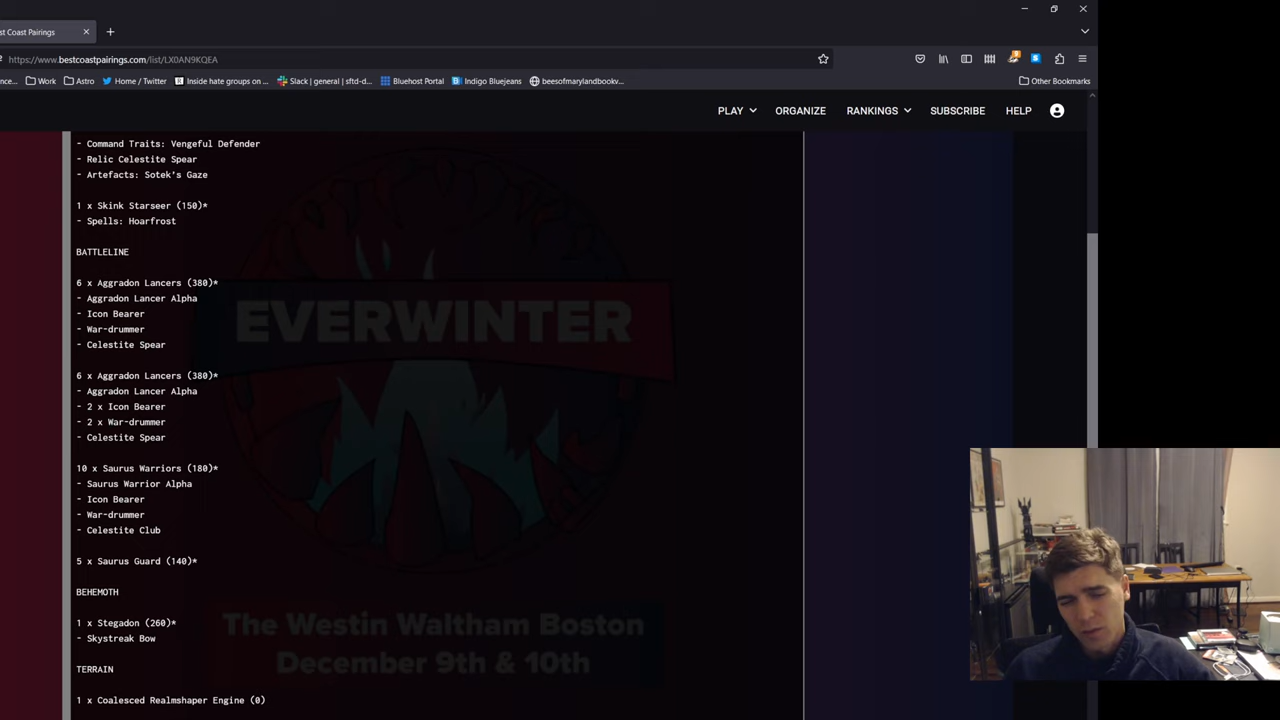 st Coast Pairings
https://www.bestcoastpairings.com/list/LX0AN9KQEA
nce... Work Astro Home / Twitter Inside hate groups on ... Slack | general | sftd-d... Bluehost Portal Indigo Bluejeans beesofmarylandbookv... Other Bookmarks
PLAY ORGANIZE RANKINGS SUBSCRIBE HELP
- Command Traits: Vengeful Defender
- Relic Celestite Spear
- Artefacts: Sotek's Gaze
1 x Skink Starseer (150)*
- Spells: Hoarfrost
BATTLELINE
6 x Aggradon Lancers (380)*
- Aggradon Lancer Alpha
- Icon Bearer
- War-drummer
- Celestite Spear
6 x Aggradon Lancers (380)*
- Aggradon Lancer Alpha
- 2 x Icon Bearer
- 2 x War-drummer
- Celestite Spear
10 x Saurus Warriors (180)*
- Saurus Warrior Alpha
- Icon Bearer
- War-drummer
- Celestite Club
5 x Saurus Guard (140)*
BEHEMOTH
1 x Stegadon (260)*
- Skystreak Bow
TERRAIN
1 x Coalesced Realmshaper Engine (0)
EVERWINTER
The Westin Waltham Boston
December 9th & 10th